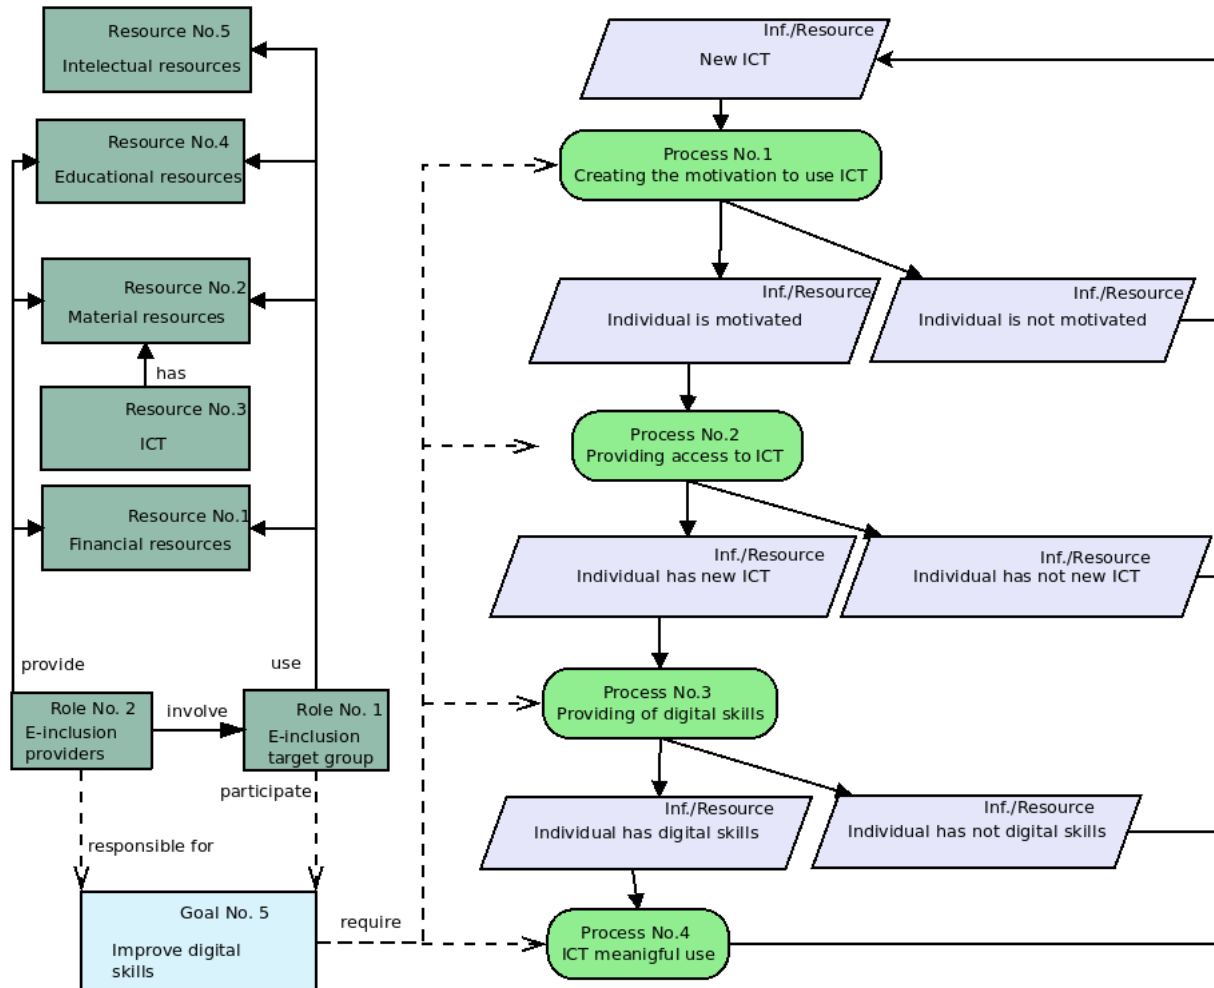 Resource No.5
Intelectual resources
Resource No.4
Educational resources
Resource No.2
Material resources
has
Resource No.3
ICT
Resource No.1
Financial resources
provide
use
Role No. 2
E-inclusion
providers
involve
Role No. 1
E-inclusion
target group
participate
responsible for
Goal No. 5
Improve digital
skills
require
Inf./Resource
New ICT
Process No.1
Creating the motivation to use ICT
Inf./Resource
Individual is motivated
Inf./Resource
Individual is not motivated
Process No.2
Providing access to ICT
Inf./Resource
Individual has new ICT
Inf./Resource
Individual has not new ICT
Process No.3
Providing of digital skills
Inf./Resource
Individual has digital skills
Inf./Resource
Individual has not digital skills
Process No.4
ICT meanigful use